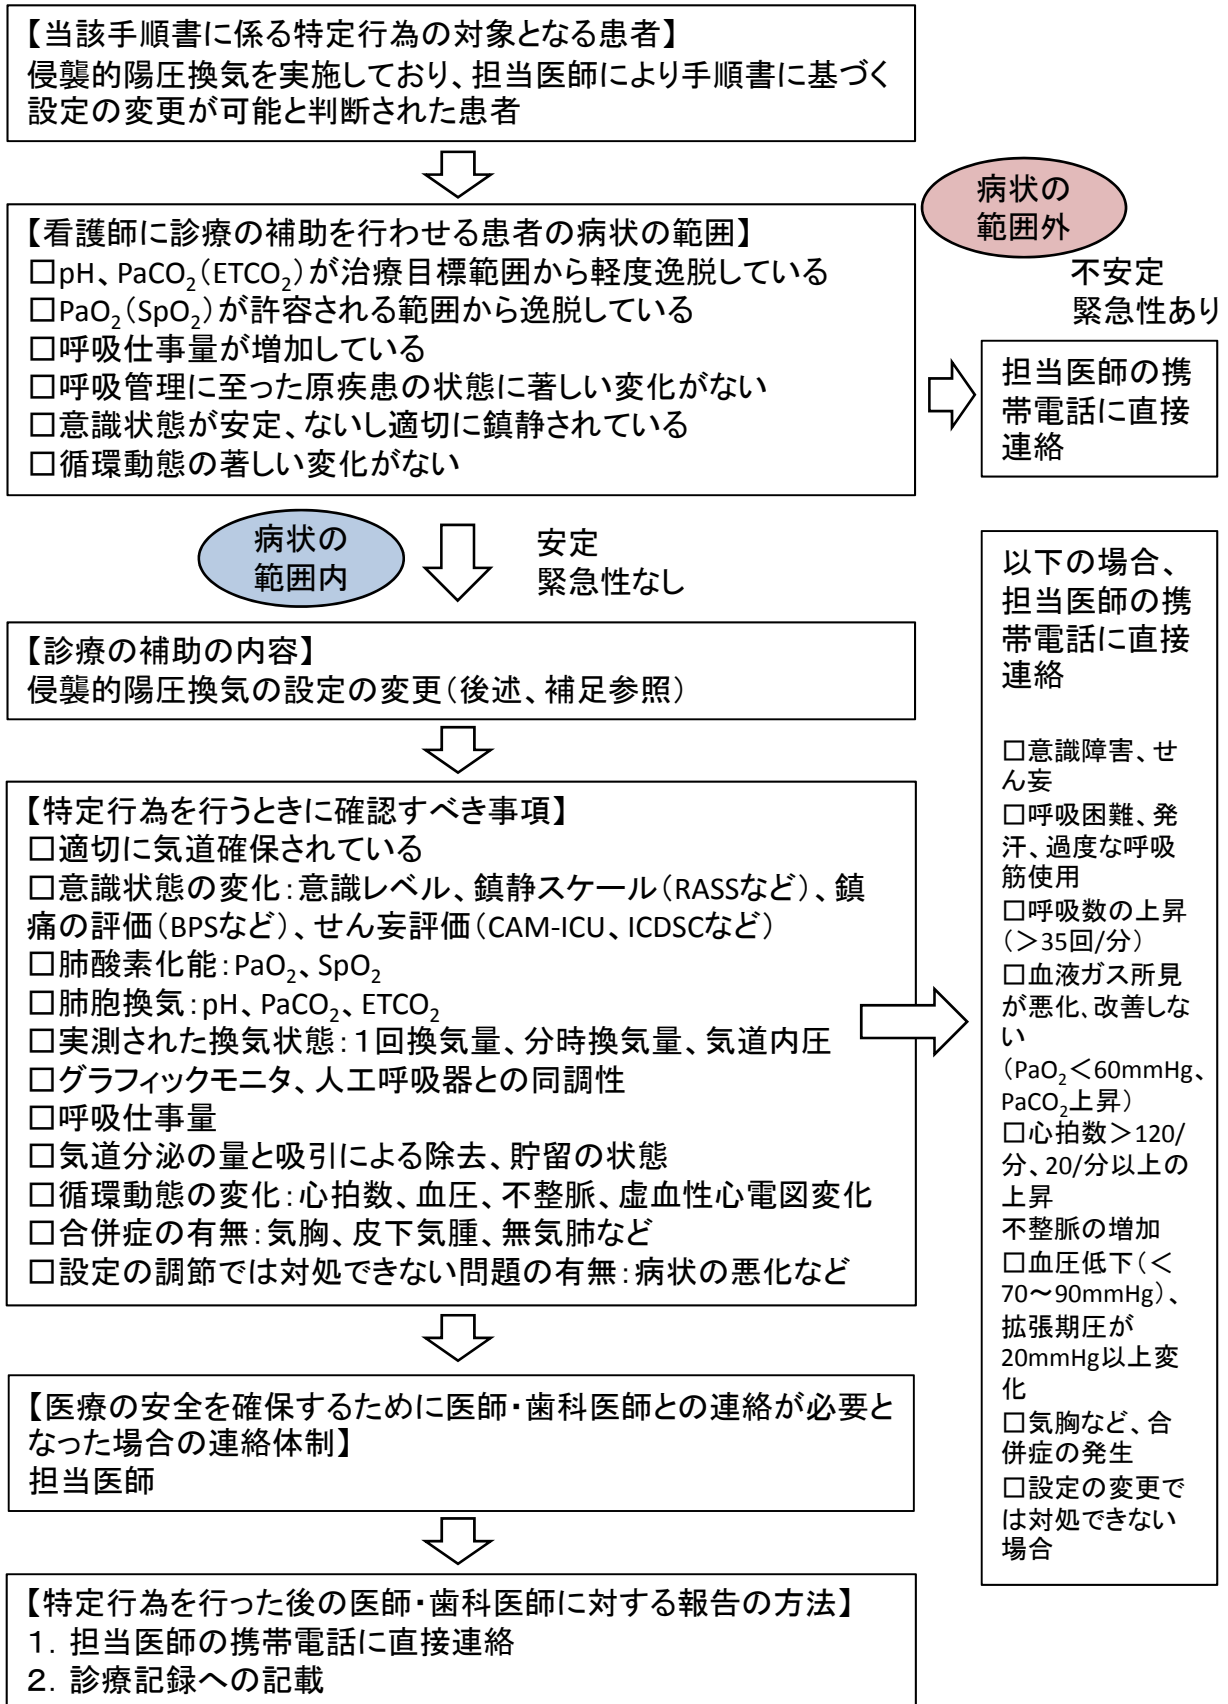 【当該手順書に係る特定行為の対象となる患者】
侵襲的陽圧換気を実施しており、担当医師により手順書に基づく
設定の変更が可能と判断された患者
病状の
範囲外
【看護師に診療の補助を行わせる患者の病状の範囲】
□pH、PaCO₂(ETCO₂)が治療目標範囲から軽度逸脱している
□PaO₂(SpO₂)が許容される範囲から逸脱している
□呼吸仕事量が増加している
□呼吸管理に至った原疾患の状態に著しい変化がない
□意識状態が安定、ないし適切に鎮静されている
□循環動態の著しい変化がない
不安定
緊急性あり
担当医師の携
帯電話に直接
連絡
病状の
範囲内
安定
緊急性なし
【診療の補助の内容】
侵襲的陽圧換気の設定の変更(後述、補足参照)
【特定行為を行うときに確認すべき事項】
□適切に気道確保されている
□意識状態の変化:意識レベル、鎮静スケール(RASSなど)、鎮
痛の評価(BPSなど)、せん妄評価(CAM-ICU、ICDSCなど)
□肺酸素化能:PaO₂、SpO₂
□肺胞換気:pH、PaCO₂、ETCO₂
□実測された換気状態:1回換気量、分時換気量、気道内圧
□グラフィックモニタ、人工呼吸器との同調性
□呼吸仕事量
□気道分泌の量と吸引による除去、貯留の状態
□循環動態の変化:心拍数、血圧、不整脈、虚血性心電図変化
□合併症の有無:気胸、皮下気腫、無気肺など
□設定の調節では対処できない問題の有無:病状の悪化など
以下の場合、
担当医師の携
帯電話に直接
連絡
□意識障害、せ
ん妄
□呼吸困難、発
汗、過度な呼吸
筋使用
□呼吸数の上昇
(>35回/分)
□血液ガス所見
が悪化、改善しな
い
(PaO₂<60mmHg、
PaCO₂上昇)
□心拍数>120/
分、20/分以上の
上昇
不整脈の増加
□血圧低下(<
70~90mmHg)、
拡張期圧が
20mmHg以上変
化
□気胸など、合
併症の発生
□設定の変更で
は対処できない
場合
【医療の安全を確保するために医師・歯科医師との連絡が必要と
なった場合の連絡体制】
担当医師
【特定行為を行った後の医師・歯科医師に対する報告の方法】
1. 担当医師の携帯電話に直接連絡
2. 診療記録への記載